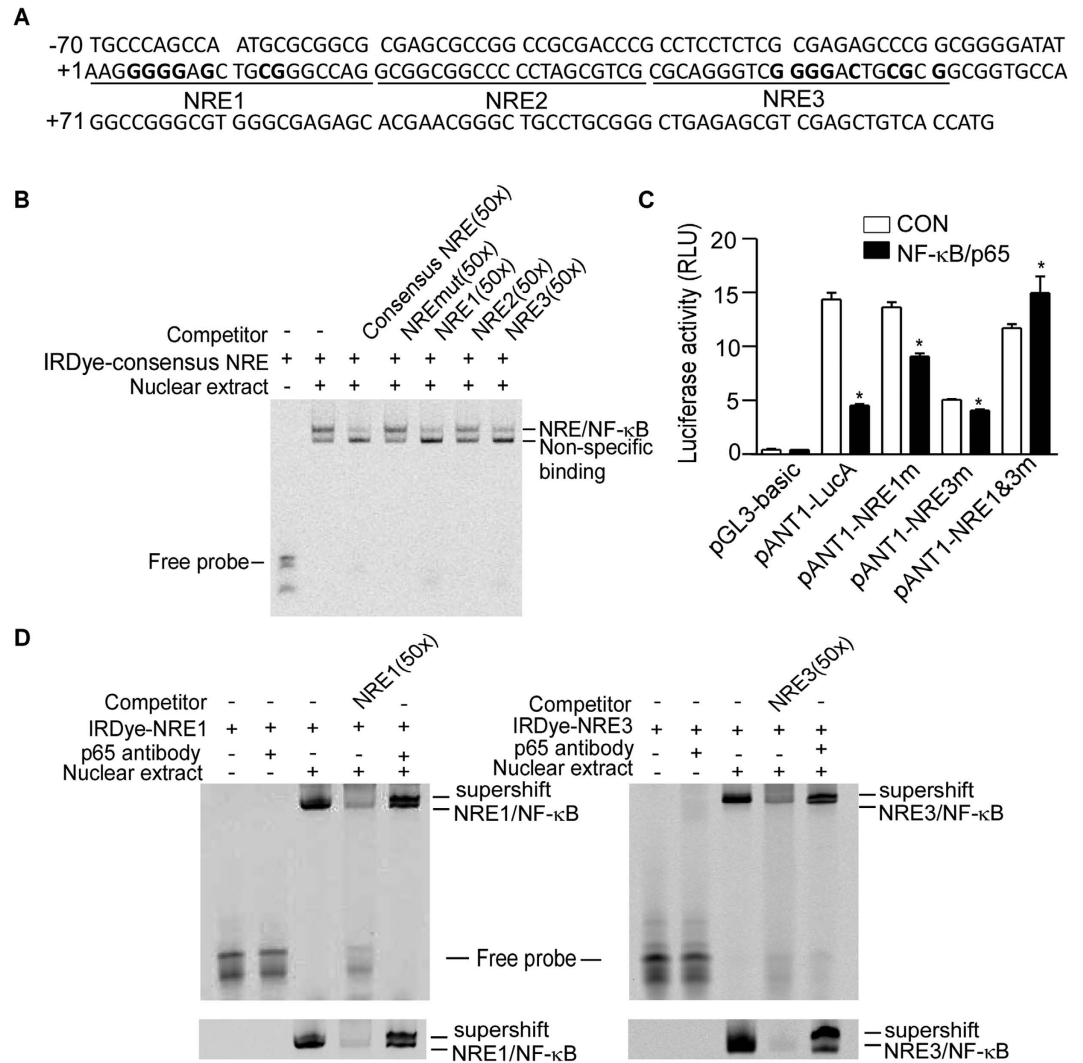 A
-70 TGCCCAGCCA ATGCGCGGCG CGAGCGCCGG CCGCGACCCG CCTCCTCTCG CGAGAGCCCG GCGGGGATAT
+1 AAGGGGGAGC TGCGGGCCAG GCGGCGGCCC CCTAGCGTCG CGCAGGGTCG GGGACTGCGC GGCGGTGCCA
NRE1 NRE2 NRE3
+71 GGCCGGGCGT GGGCGAGAGC ACGAACGGGC TGCCTGCGGG CTGAGAGCGT CGAGCTGTCA CCATG
B
Competitor - - Consensus NRE(50x) NREmut(50x) NRE1(50x) NRE2(50x) NRE3(50x)
IRDye-consensus NRE + + + + + + +
Nuclear extract - + + + + + +
NRE/NF-κB
Non-specific
binding
Free probe
C
CON
NF-κB/p65
Luciferase activity (RLU)
20
15
10
5
0
* * * *
pGL3-basic
pANT1-LucA
pANT1-NRE1m
pANT1-NRE3m
pANT1-NRE1&3m
D
Competitor - - - NRE1(50x) -
IRDye-NRE1 + + + + +
p65 antibody - + - - +
Nuclear extract - - + + +
supershift
NRE1/NF-κB
Free probe
supershift
NRE1/NF-κB
Competitor - - - NRE3(50x) -
IRDye-NRE3 + + + + +
p65 antibody - + - - +
Nuclear extract - - + + +
supershift
NRE3/NF-κB
supershift
NRE3/NF-κB